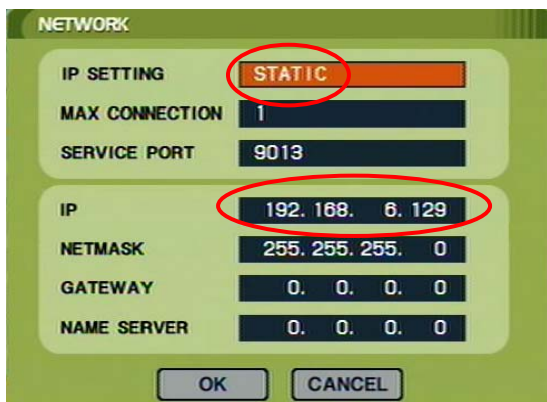 NETWORK
IP SETTING STATIC
MAX CONNECTION 1
SERVICE PORT 9013
IP 192. 168. 6. 129
NETMASK 255. 255. 255. 0
GATEWAY 0. 0. 0. 0
NAME SERVER 0. 0. 0. 0
OK CANCEL